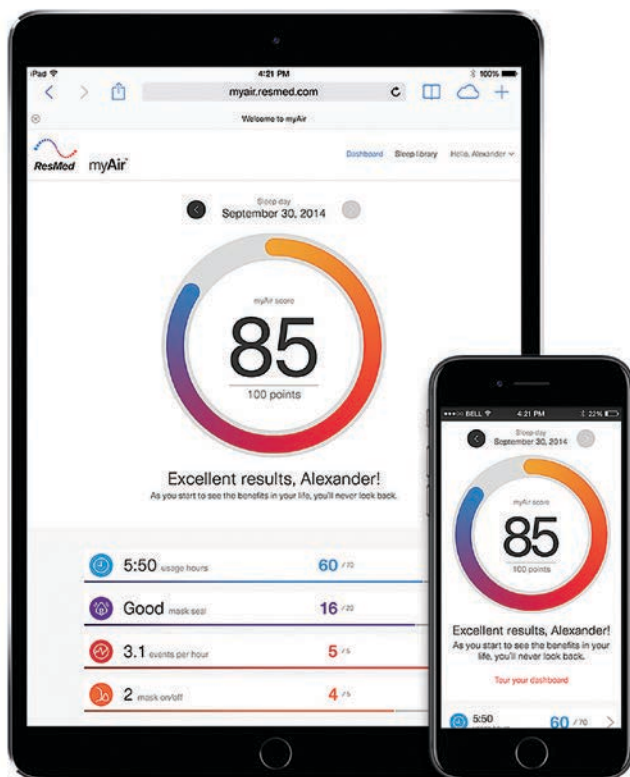 iPad 4:21 PM 100%
myair.resmed.com
Welcome to myAir
ResMed myAir™ Dashboard Sleep library Hello, Alexander
Sleep day
September 30, 2014
myAir score
85
100 points
Excellent results, Alexander!
As you start to see the benefits in your life, you'll never look back.
5:50 usage hours 60 /70
Good mask seal 16 /20
3.1 events per hour 5 /5
2 mask on/off 4 /5
BELL 4:21 PM 22%
Sleep day
September 30, 2014
myAir score
85
100 points
Excellent results, Alexander!
As you start to see the benefits in your
life, you'll never look back.
Tour your dashboard
5:50 60 /70